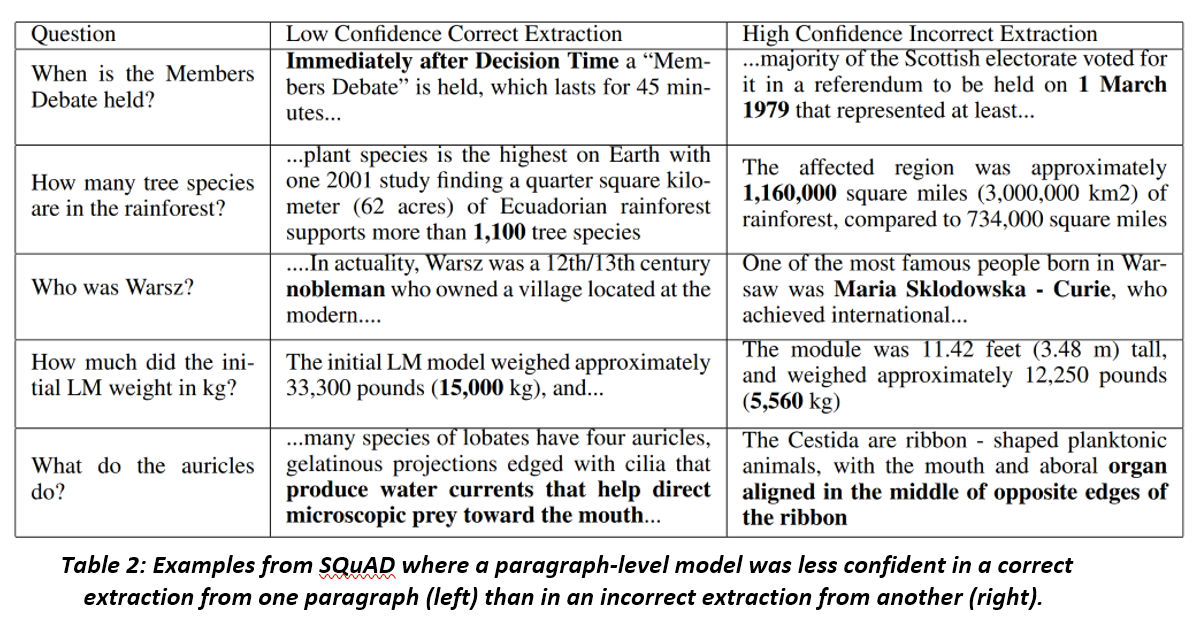 Question
Low Confidence Correct Extraction
High Confidence Incorrect Extraction
When is the Members
Debate held?
Immediately after Decision Time a “Mem-
bers Debate” is held, which lasts for 45 min-
utes...
...majority of the Scottish electorate voted for
it in a referendum to be held on 1 March
1979 that represented at least...
How many tree species
are in the rainforest?
...plant species is the highest on Earth with
one 2001 study finding a quarter square kilo-
meter (62 acres) of Ecuadorian rainforest
supports more than 1,100 tree species
The affected region was approximately
1,160,000 square miles (3,000,000 km2) of
rainforest, compared to 734,000 square miles
Who was Warsz?
....In actuality, Warsz was a 12th/13th century
nobleman who owned a village located at the
modern....
One of the most famous people born in War-
saw was Maria Sklodowska - Curie, who
achieved international...
How much did the ini-
tial LM weight in kg?
The initial LM model weighed approximately
33,300 pounds (15,000 kg), and...
The module was 11.42 feet (3.48 m) tall,
and weighed approximately 12,250 pounds
(5,560 kg)
What do the auricles
do?
...many species of lobates have four auricles,
gelatinous projections edged with cilia that
produce water currents that help direct
microscopic prey toward the mouth...
The Cestida are ribbon - shaped planktonic
animals, with the mouth and aboral organ
aligned in the middle of opposite edges of
the ribbon
Table 2: Examples from SQuAD where a paragraph-level model was less confident in a correct
extraction from one paragraph (left) than in an incorrect extraction from another (right).